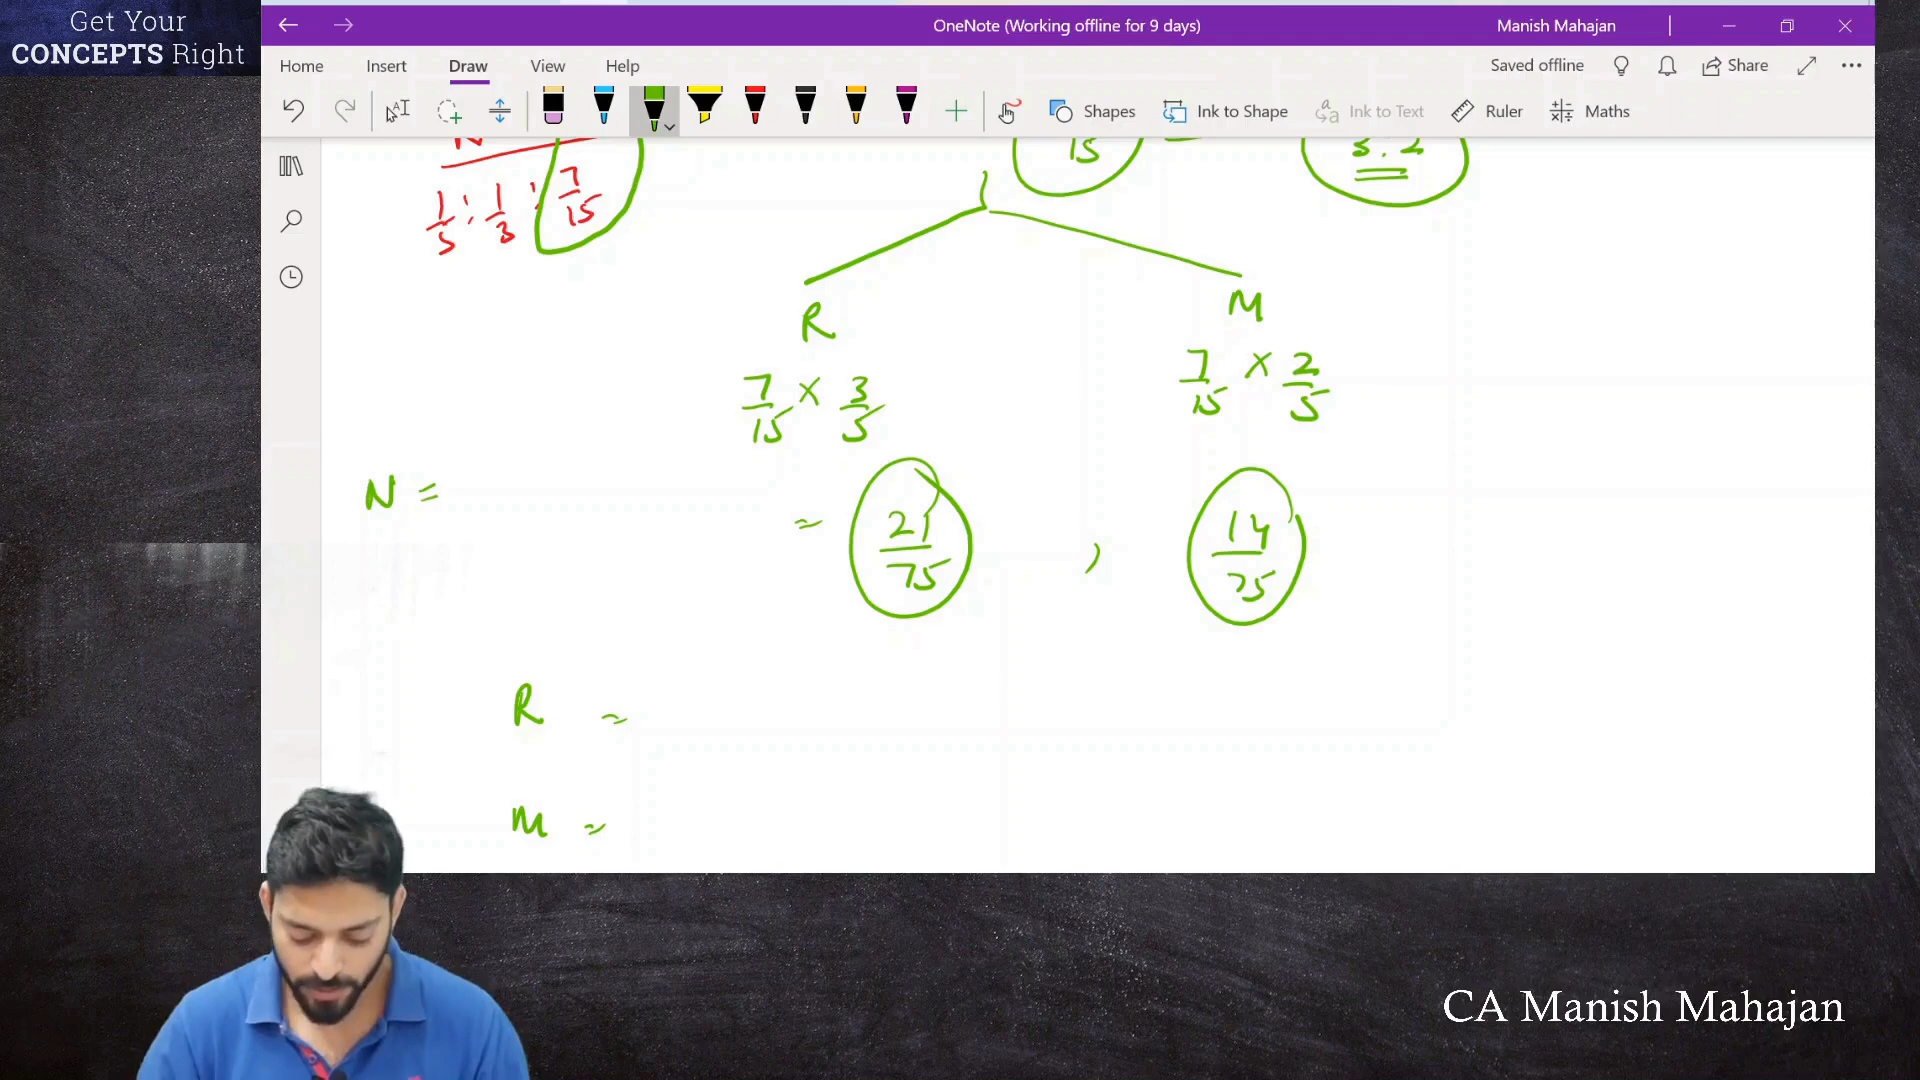 Get Your
CONCEPTS Right
OneNote (Working offline for 9 days)
Manish Mahajan
Home Insert Draw View Help
Saved offline
Share
Shapes
Ink to Shape
Ink to Text
Ruler
Maths
15
3:2
1/5 : 1/3 : 7/15
R
M
7/15 × 3/5
7/15 × 2/5
N =
= 21/75 , 14/75
R =
M =
CA Manish Mahajan